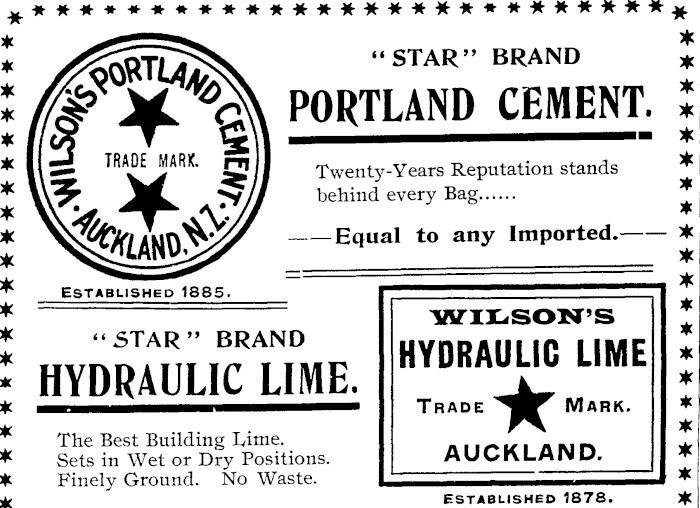 WILSON'S PORTLAND CEMENT
TRADE MARK.
AUCKLAND, N.Z.
ESTABLISHED 1885.
"STAR" BRAND
PORTLAND CEMENT.
Twenty-Years Reputation stands
behind every Bag......
——Equal to any Imported.——
"STAR" BRAND
HYDRAULIC LIME.
The Best Building Lime.
Sets in Wet or Dry Positions.
Finely Ground. No Waste.
WILSON'S
HYDRAULIC LIME
TRADE MARK.
AUCKLAND.
ESTABLISHED 1878.